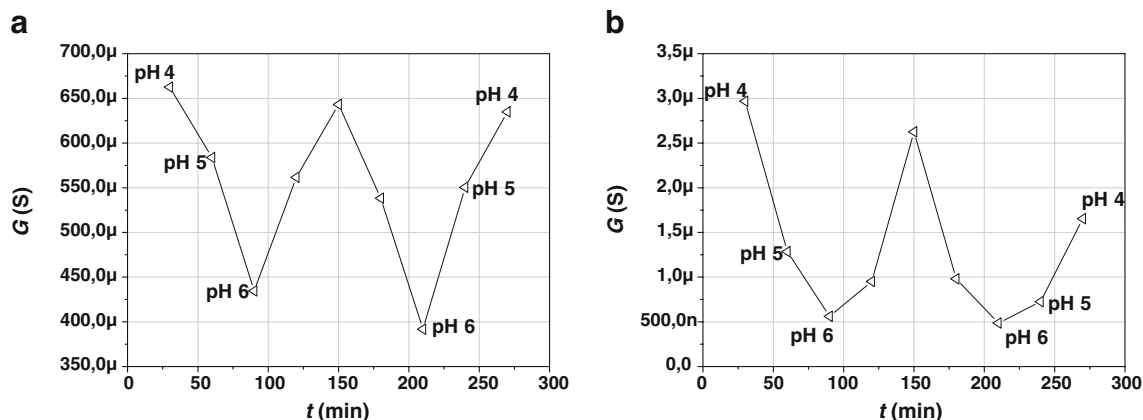 a
700,0µ
650,0µ
600,0µ
550,0µ
500,0µ
450,0µ
400,0µ
350,0µ
G (S)
pH 4
pH 5
pH 6
pH 6
pH 5
pH 4
0 50 100 150 200 250 300
t (min)
b
3,5µ
3,0µ
2,5µ
2,0µ
1,5µ
1,0µ
500,0n
0,0
G (S)
pH 4
pH 5
pH 6
pH 6
pH 5
pH 4
0 50 100 150 200 250 300
t (min)